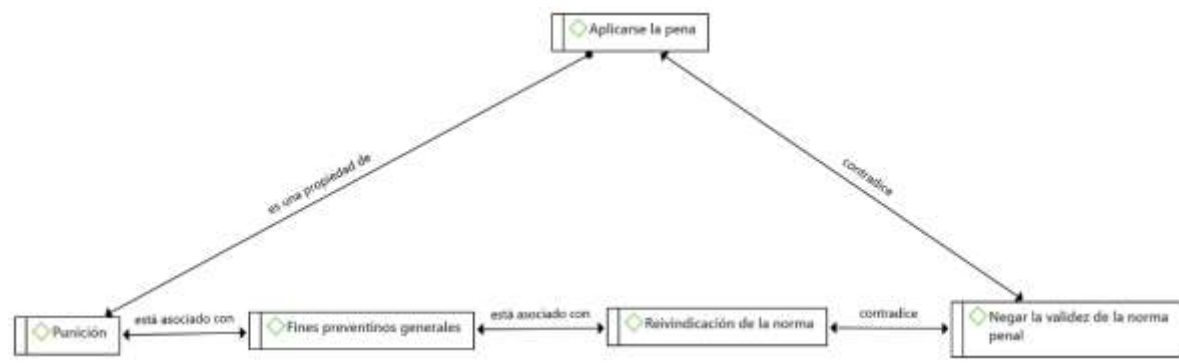 Aplicarse la pena
es una propiedad de
contradice
Punición
está asociado con
Fines preventinos generales
está asociado con
Reivindicación de la norma
contradice
Negar la validez de la norma
penal